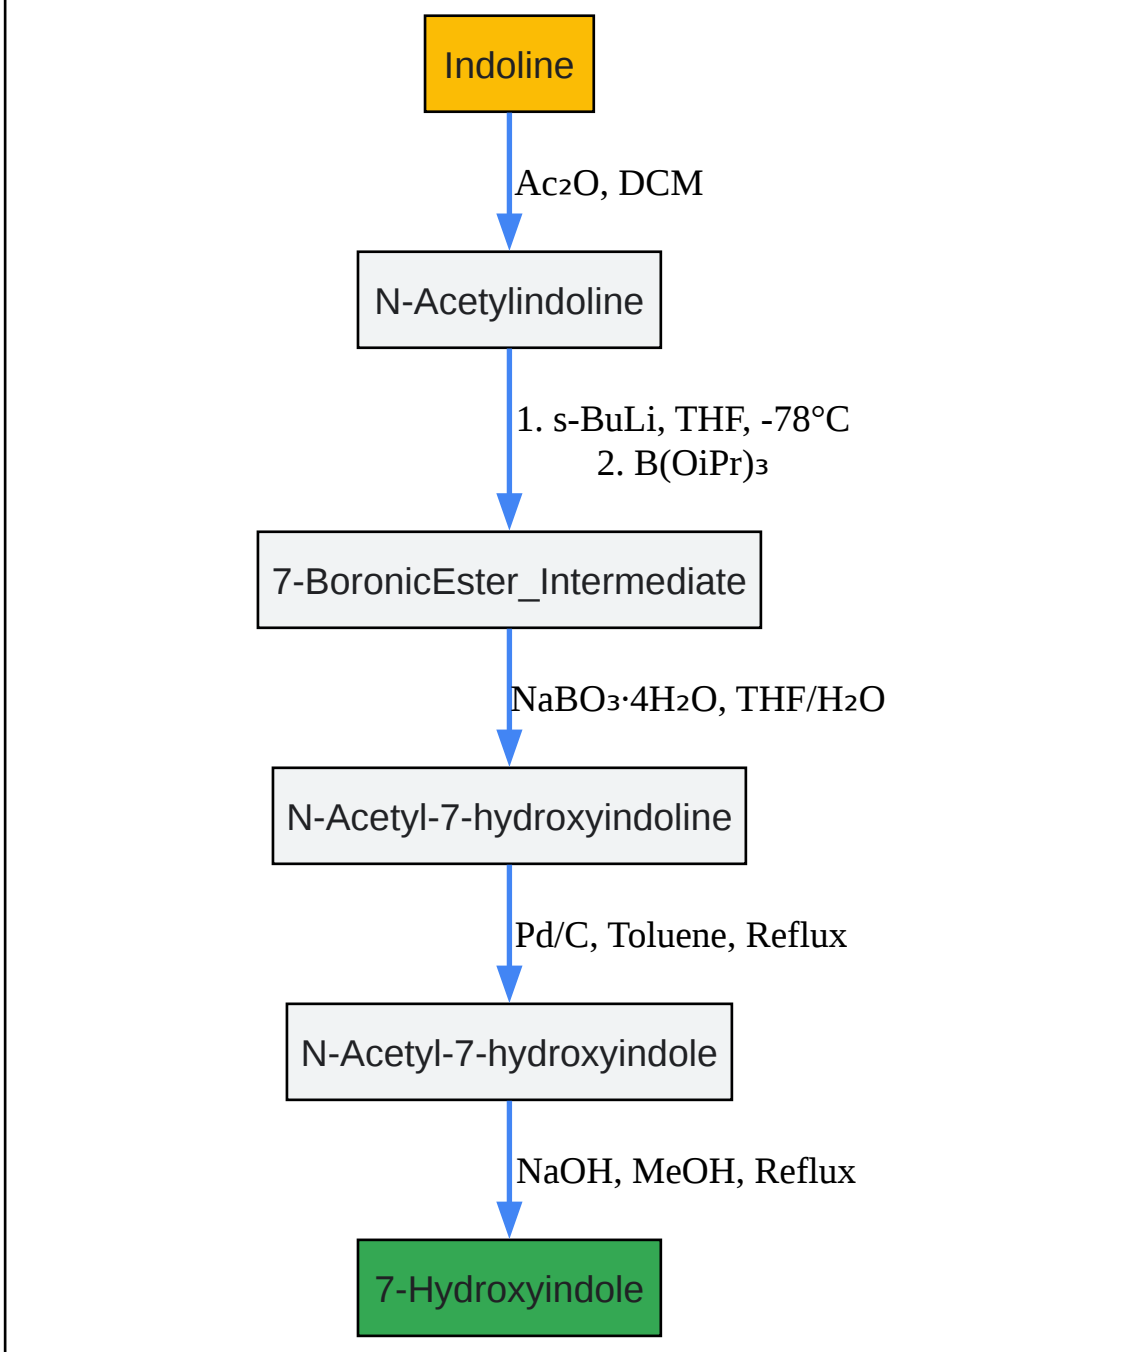 Indoline
Ac₂O, DCM
N-Acetylindoline
1. s-BuLi, THF, -78°C
2. B(OiPr)₃
7-BoronicEster_Intermediate
NaBO₃·4H₂O, THF/H₂O
N-Acetyl-7-hydroxyindoline
Pd/C, Toluene, Reflux
N-Acetyl-7-hydroxyindole
NaOH, MeOH, Reflux
7-Hydroxyindole